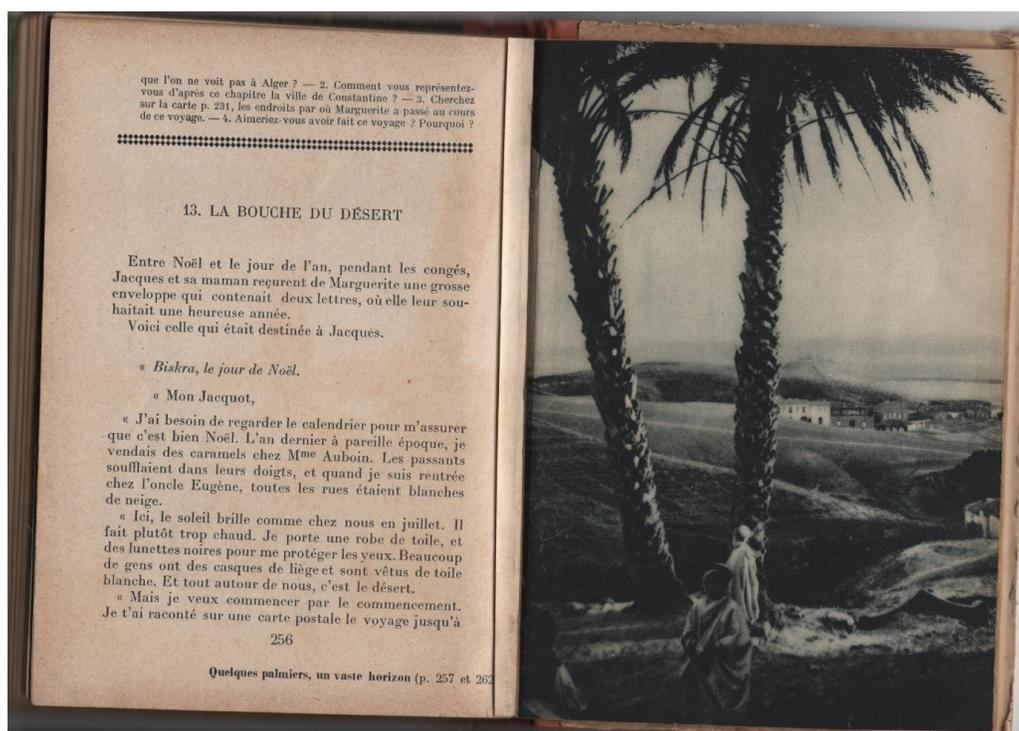 que l'on ne voit pas à Alger ? — 2. Comment vous représentez-
vous d'après ce chapitre la ville de Constantine ? — 3. Cherchez
sur la carte p. 231, les endroits par où Marguerite a passé au cours
de ce voyage. — 4. Aimeriez-vous avoir fait ce voyage ? Pourquoi ?
13. LA BOUCHE DU DÉSERT
Entre Noël et le jour de l'an, pendant les congés,
Jacques et sa maman reçurent de Marguerite une grosse
enveloppe qui contenait deux lettres, où elle leur sou-
haitait une heureuse année.
Voici celle qui était destinée à Jacques.
« Biskra, le jour de Noël.
« Mon Jacquot,
« J'ai besoin de regarder le calendrier pour m'assurer
que c'est bien Noël. L'an dernier à pareille époque, je
vendais des caramels chez Mme Auboin. Les passants
soufflaient dans leurs doigts, et quand je suis rentrée
chez l'oncle Eugène, toutes les rues étaient blanches
de neige.
« Ici, le soleil brille comme chez nous en juillet. Il
fait plutôt trop chaud. Je porte une robe de toile, et
des lunettes noires pour me protéger les yeux. Beaucoup
de gens ont des casques de liège et sont vêtus de toile
blanche. Et tout autour de nous, c'est le désert.
« Mais je veux commencer par le commencement.
Je t'ai raconté sur une carte postale le voyage jusqu'à
256
Quelques palmiers, un vaste horizon (p. 257 et 262